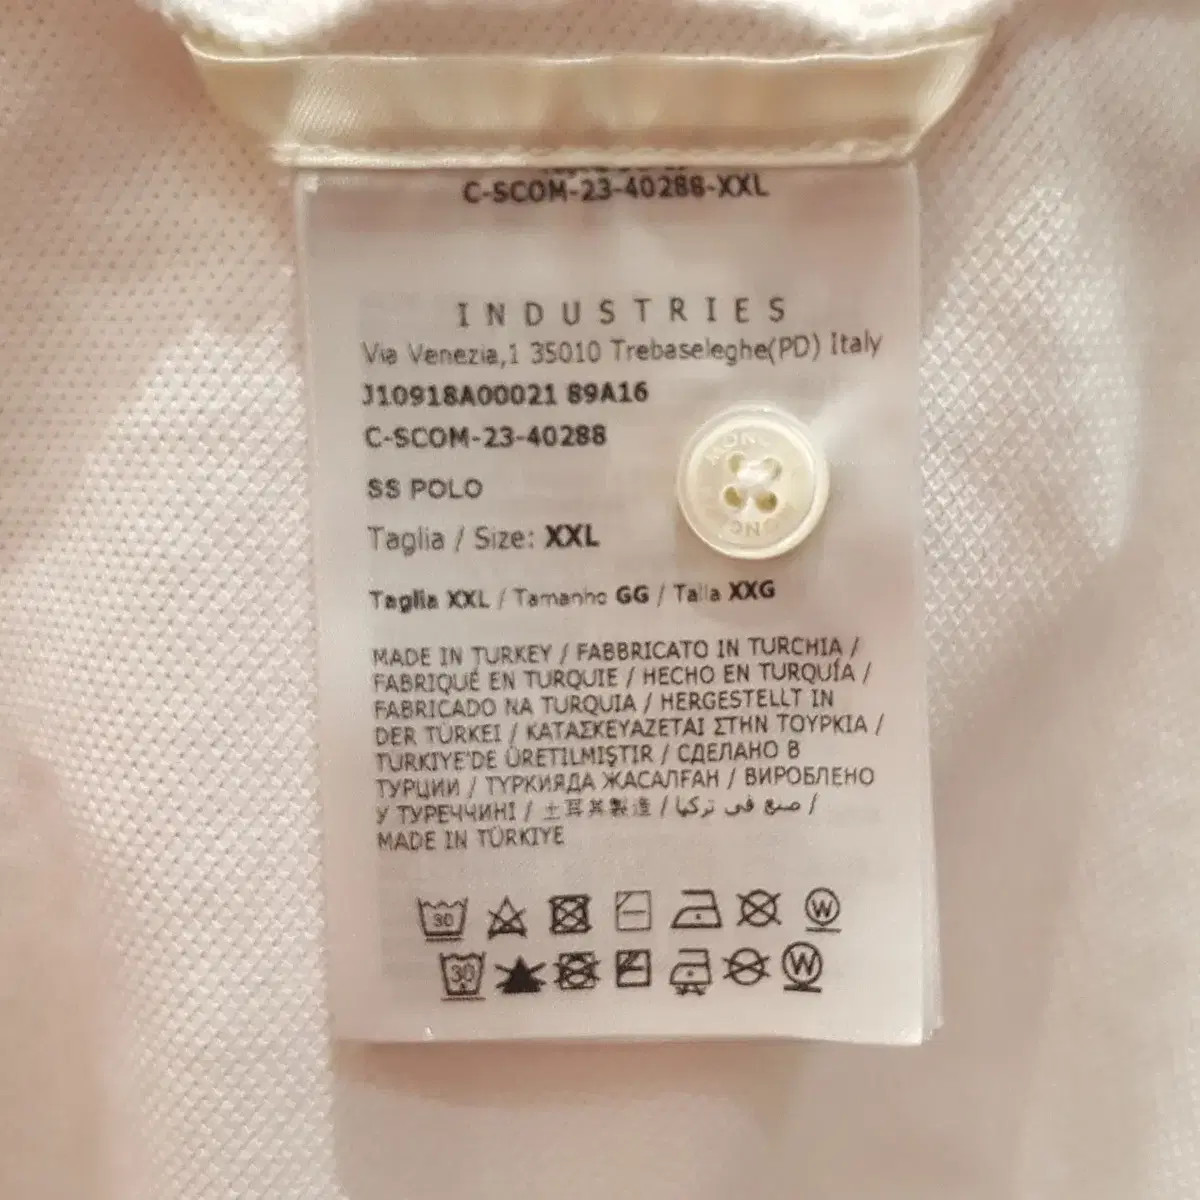 C-SCOM-23-40288-XXL
INDUSTRIES
Via Venezia,1 35010 Trebaseleghe(PD) Italy
J10918A00021 89A16
C-SCOM-23-40288
SS POLO
Taglia / Size: XXL
Taglia XXL / Tamanho GG / Talla XXG
MADE IN TURKEY / FABBRICATO IN TURCHIA /
FABRIQUÉ EN TURQUIE / HECHO EN TURQUÍA /
FABRICADO NA TURQUIA / HERGESTELLT IN
DER TÜRKEI / ΚΑΤΑΣΚΕΥΑΖΕΤΑΙ ΣΤΗΝ ΤΟΥΡΚΙΑ /
TÜRKIYE'DE ÜRETILMIŞTIR / СДЕЛАНО В
ТУРЦИИ / ТҮРКИЯДА ЖАСАЛҒАН / ВИРОБЛЕНО
У ТУРЕЧЧИНІ / 土耳其製造 / صنع في تركيا /
MADE IN TÜRKIYE
30 W
30 W